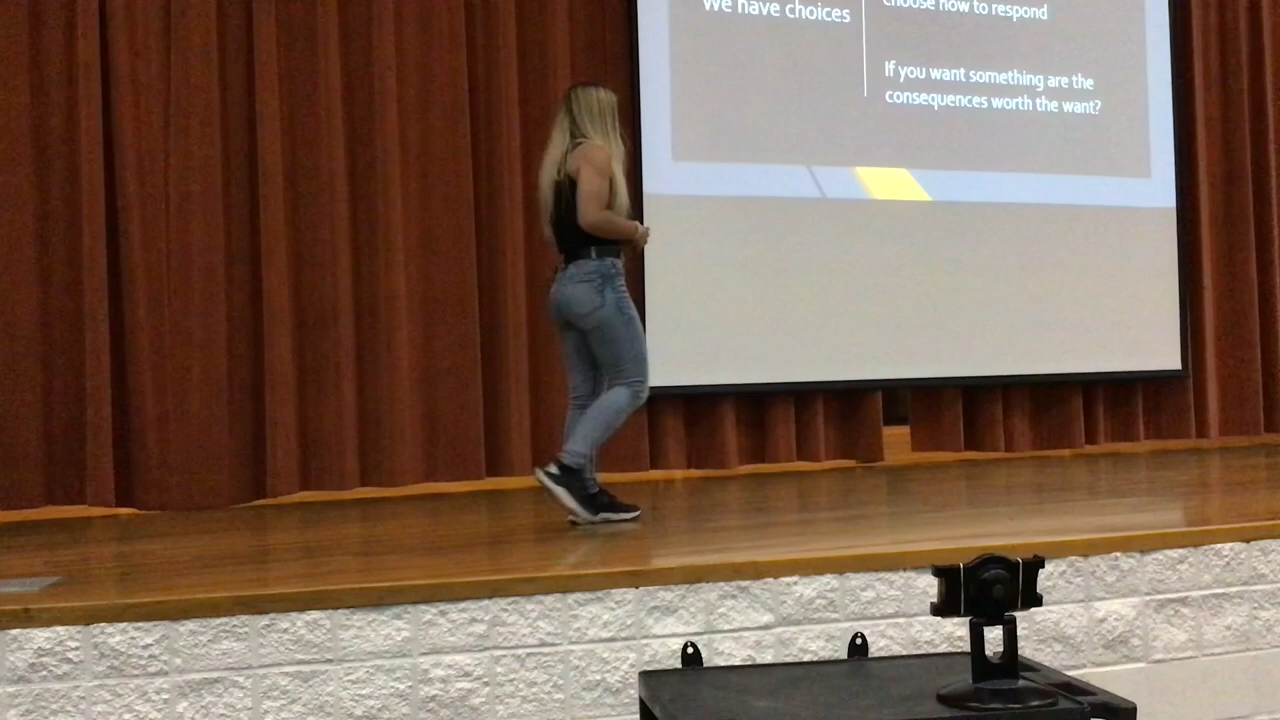 We have choices
choose how to respond
If you want something are the
consequences worth the want?